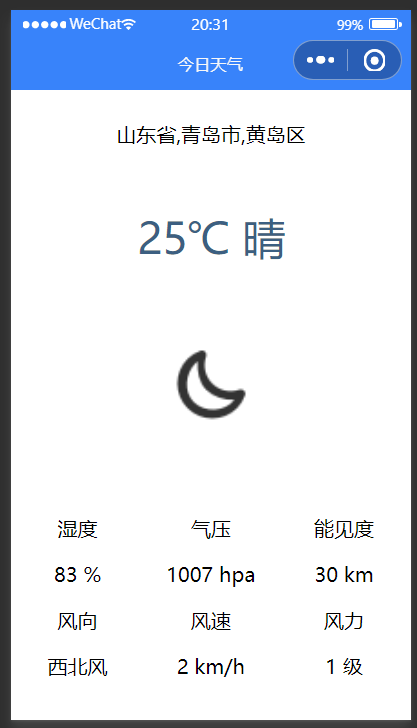 WeChat 20:31 99%
今日天气
山东省,青岛市,黄岛区
25℃ 晴
湿度 气压 能见度
83 % 1007 hpa 30 km
风向 风速 风力
西北风 2 km/h 1 级